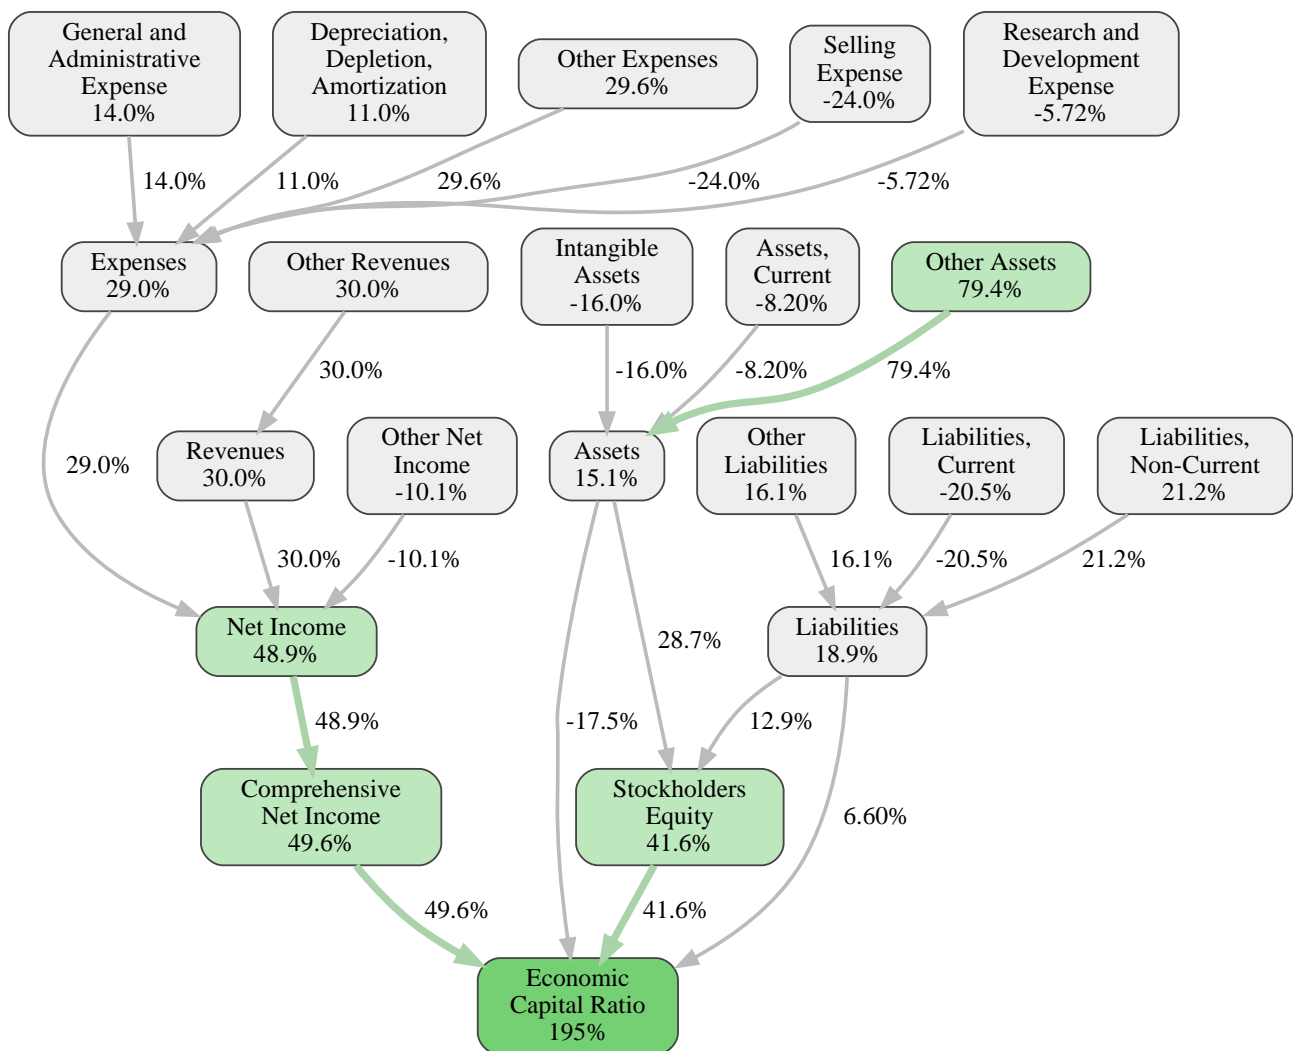 General and
Administrative
Expense
14.0%
Depreciation,
Depletion,
Amortization
11.0%
Other Expenses
29.6%
Selling
Expense
-24.0%
Research and
Development
Expense
-5.72%
14.0%
11.0%
29.6%
-24.0%
-5.72%
Expenses
29.0%
Other Revenues
30.0%
Intangible
Assets
-16.0%
Assets,
Current
-8.20%
Other Assets
79.4%
30.0%
-16.0%
-8.20%
79.4%
29.0%
Revenues
30.0%
Other Net
Income
-10.1%
Assets
15.1%
Other
Liabilities
16.1%
Liabilities,
Current
-20.5%
Liabilities,
Non-Current
21.2%
30.0%
-10.1%
16.1%
-20.5%
21.2%
Net Income
48.9%
28.7%
Liabilities
18.9%
48.9%
-17.5%
12.9%
Comprehensive
Net Income
49.6%
Stockholders
Equity
41.6%
6.60%
49.6%
41.6%
Economic
Capital Ratio
195%